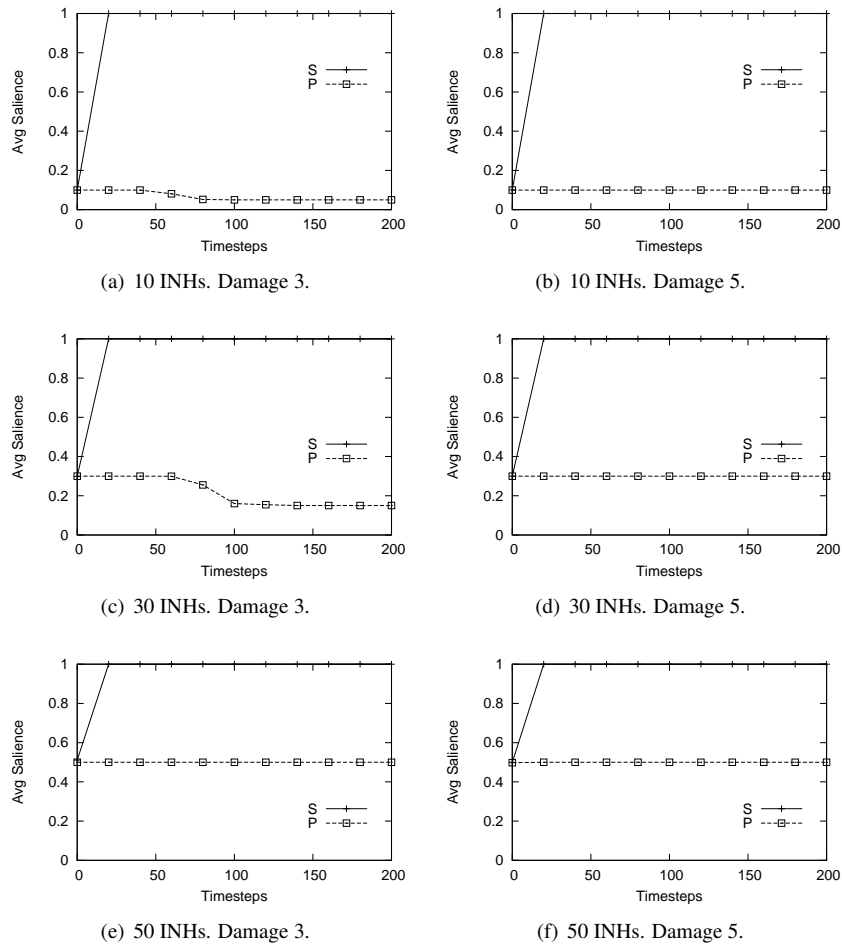 1
0.8
0.6
0.4
0.2
0
Avg Salience
S
P
0 50 100 150 200
Timesteps
(a) 10 INHs. Damage 3.
1
0.8
0.6
0.4
0.2
0
Avg Salience
S
P
0 50 100 150 200
Timesteps
(b) 10 INHs. Damage 5.
1
0.8
0.6
0.4
0.2
0
Avg Salience
S
P
0 50 100 150 200
Timesteps
(c) 30 INHs. Damage 3.
1
0.8
0.6
0.4
0.2
0
Avg Salience
S
P
0 50 100 150 200
Timesteps
(d) 30 INHs. Damage 5.
1
0.8
0.6
0.4
0.2
0
Avg Salience
S
P
0 50 100 150 200
Timesteps
(e) 50 INHs. Damage 3.
1
0.8
0.6
0.4
0.2
0
Avg Salience
S
P
0 50 100 150 200
Timesteps
(f) 50 INHs. Damage 5.